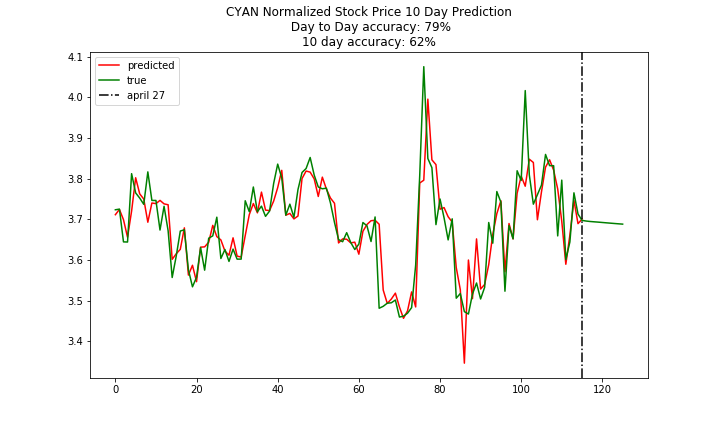 CYAN Normalized Stock Price 10 Day Prediction
Day to Day accuracy: 79%
10 day accuracy: 62%
predicted
true
april 27
4.1
4.0
3.9
3.8
3.7
3.6
3.5
3.4
0 20 40 60 80 100 120